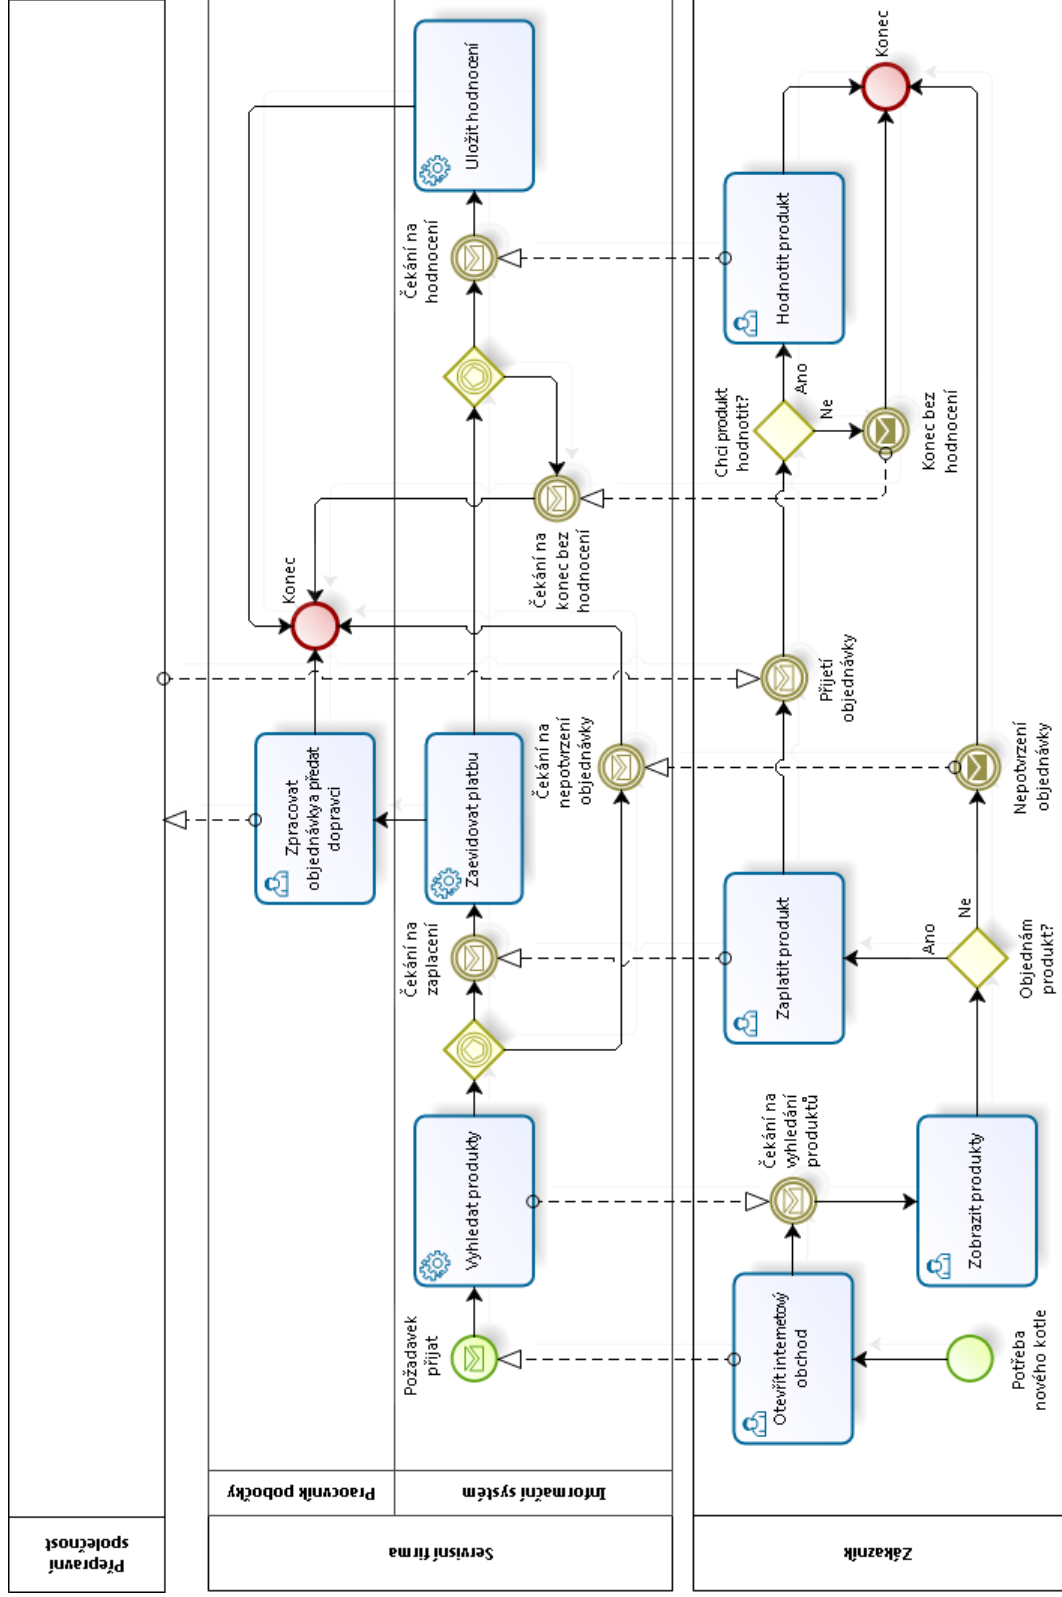 Přepravní
společnost
Servisní firma
Pracovník pobočky
Informační systém
Zákazník
Zpracovat
objednávky a předat
dopravci
Konec
Požadavek
přijat
Vyhledat produkty
Čekání na
zaplacení
Zaevidovat platbu
Čekání na
nepotvrzení
objednávky
Čekání na
konec bez
hodnocení
Čekání na
hodnocení
Uložit hodnocení
Potřeba
nového kotle
Otevřít internetový
obchod
Čekání na
vyhledání
produktů
Zobrazit produkty
Objednám
produkt?
Ano
Ne
Zaplatit produkt
Nepotvrzení
objednávky
Přijetí
objednávky
Chci produkt
hodnotit?
Ano
Ne
Hodnotit produkt
Konec bez
hodnocení
Konec